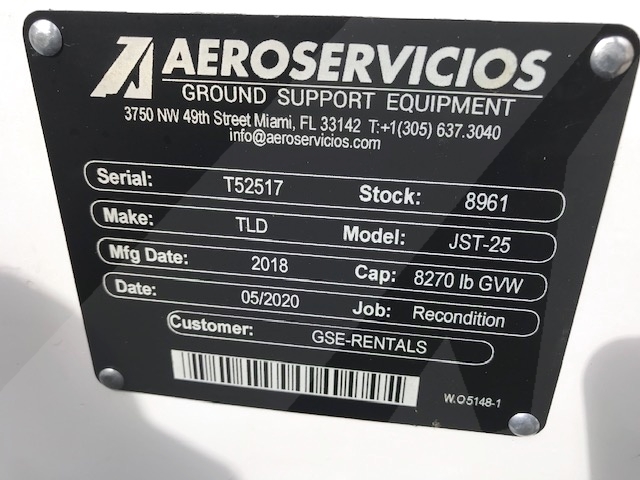 AEROSERVICIOS
GROUND SUPPORT EQUIPMENT
3750 NW 49th Street Miami, FL 33142 T:+1(305) 637.3040
info@aeroservicios.com
Serial: T52517 Stock: 8961
Make: TLD Model: JST-25
Mfg Date: 2018 Cap: 8270 lb GVW
Date: 05/2020 Job: Recondition
Customer: GSE-RENTALS
W.O5148-1